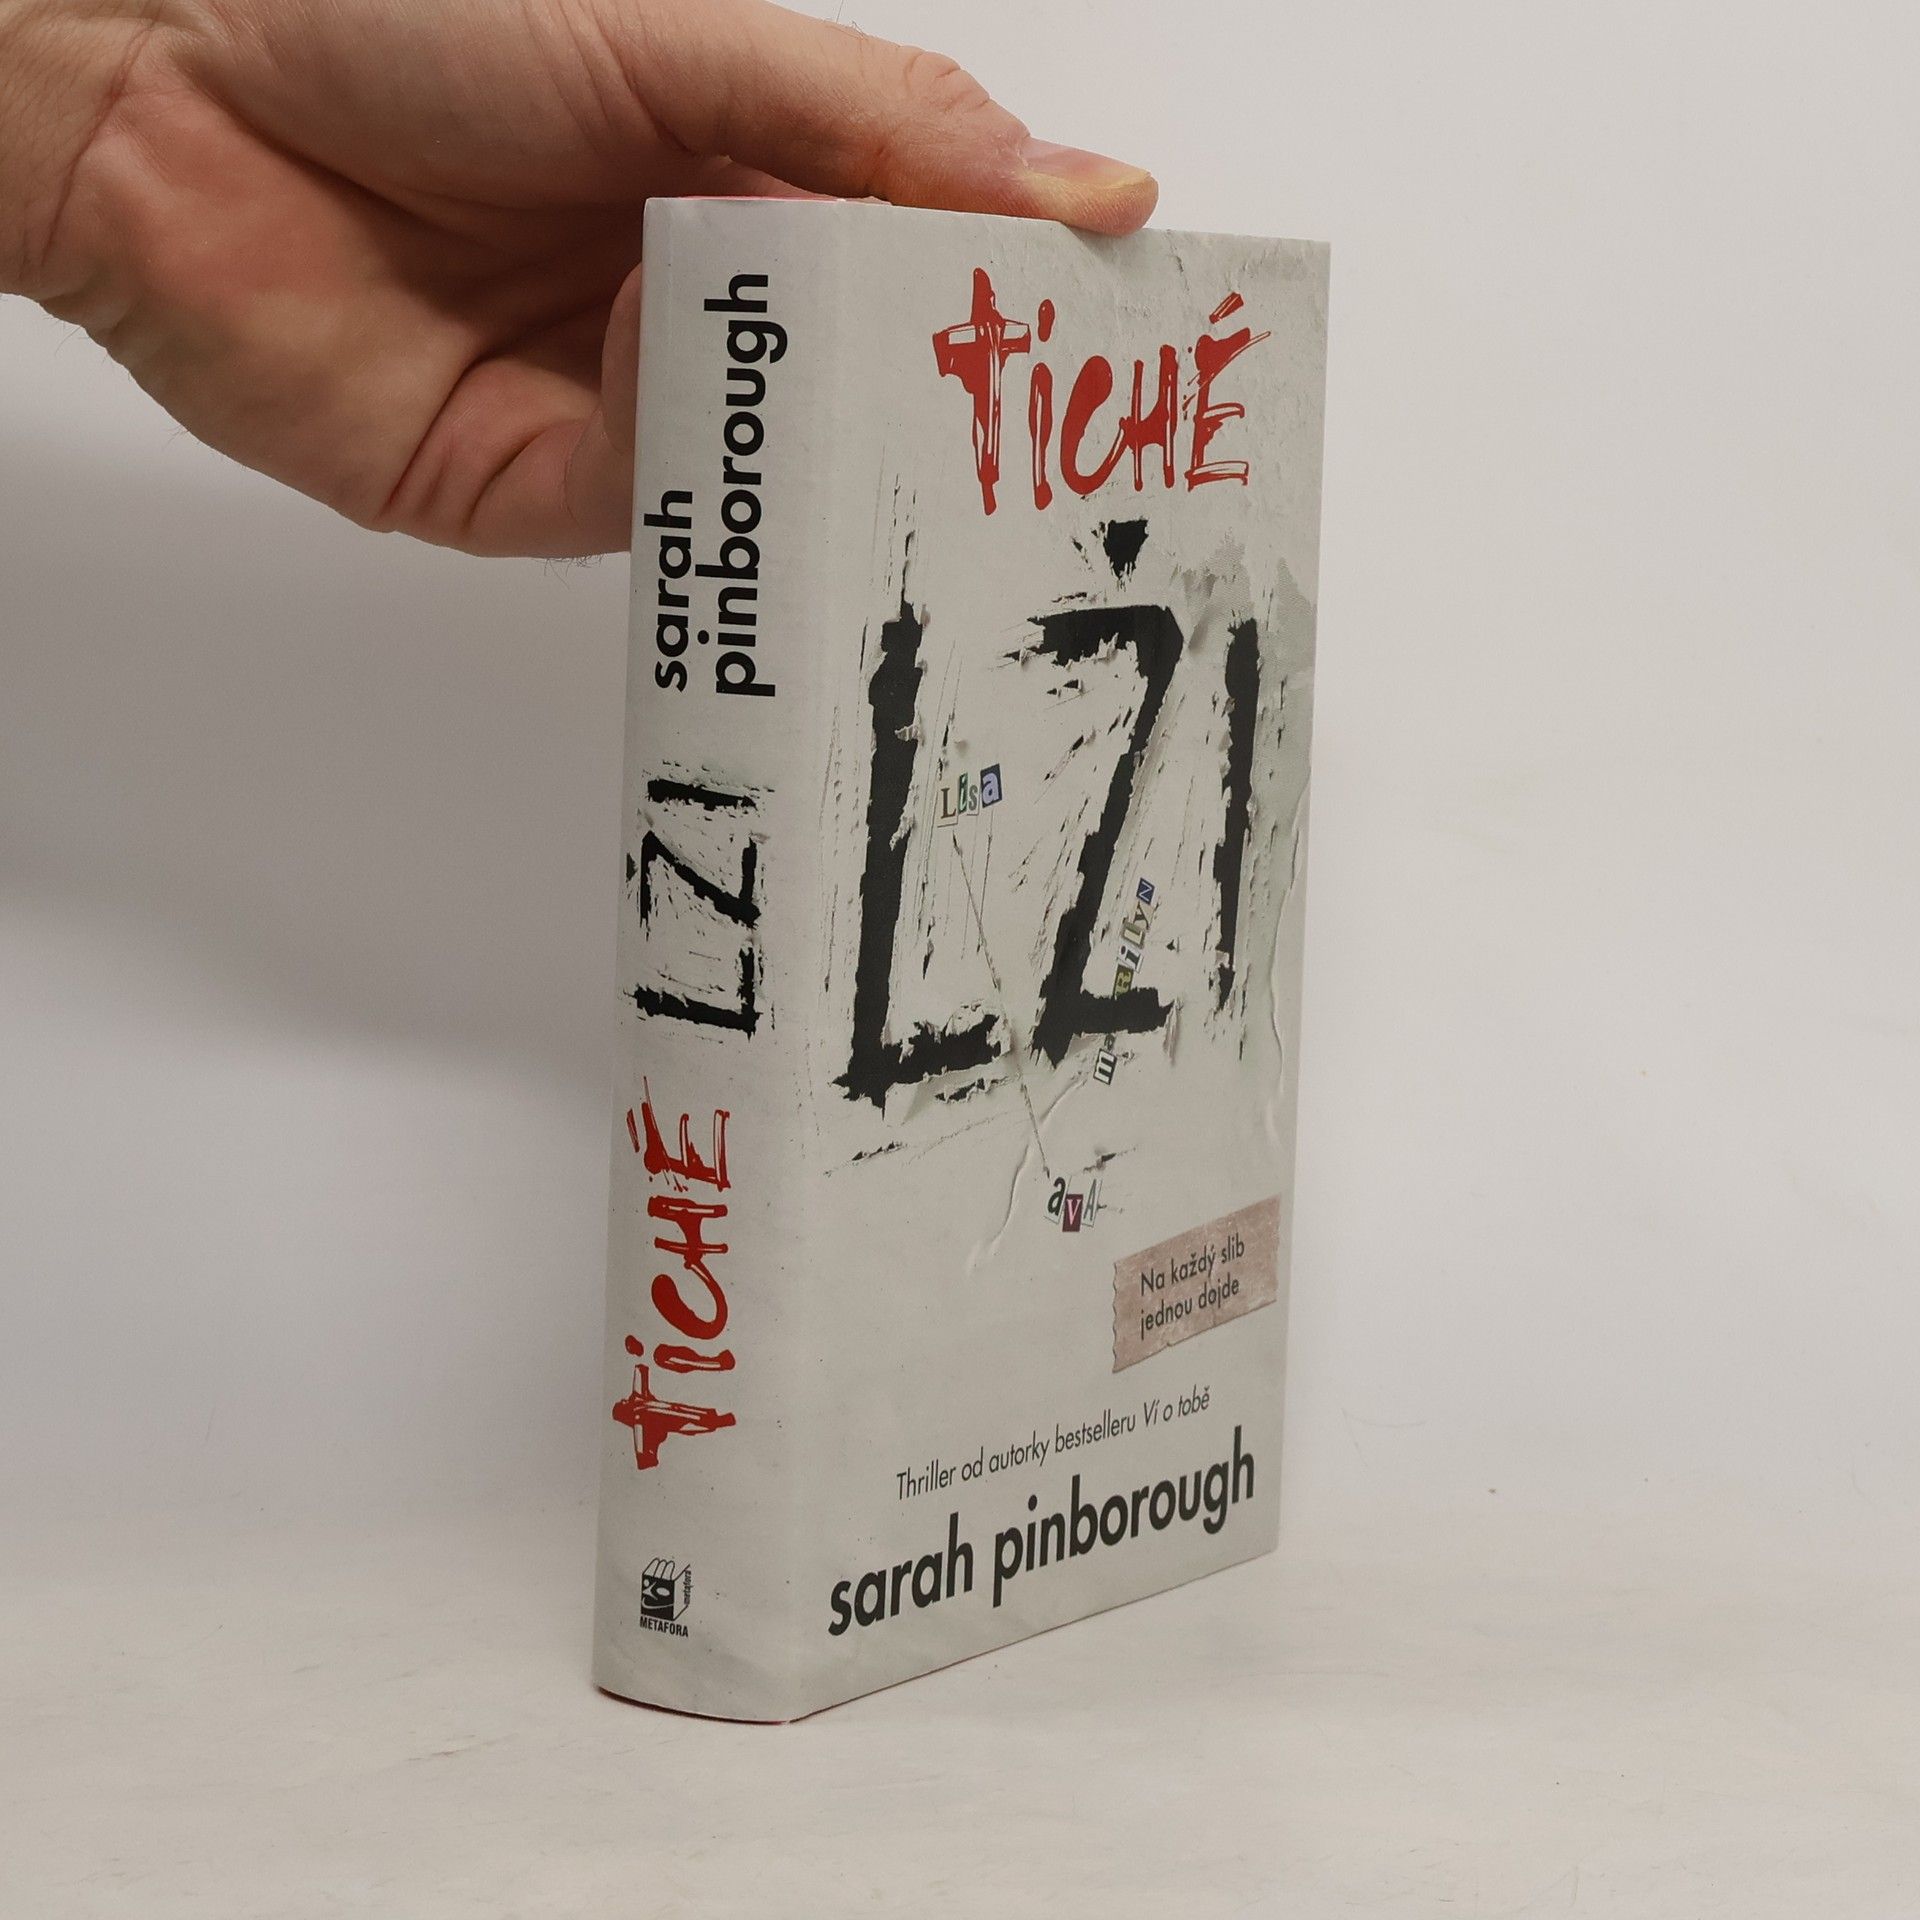 sarah
pinborough
TiCHÉ LŽI
metafora
METAFORA
TiCHÉ
LŽI
Lisa
maRiLyN
avA
Na každý slib
jednou dojde
Thriller od autorky bestselleru Ví o tobě
sarah pinborough